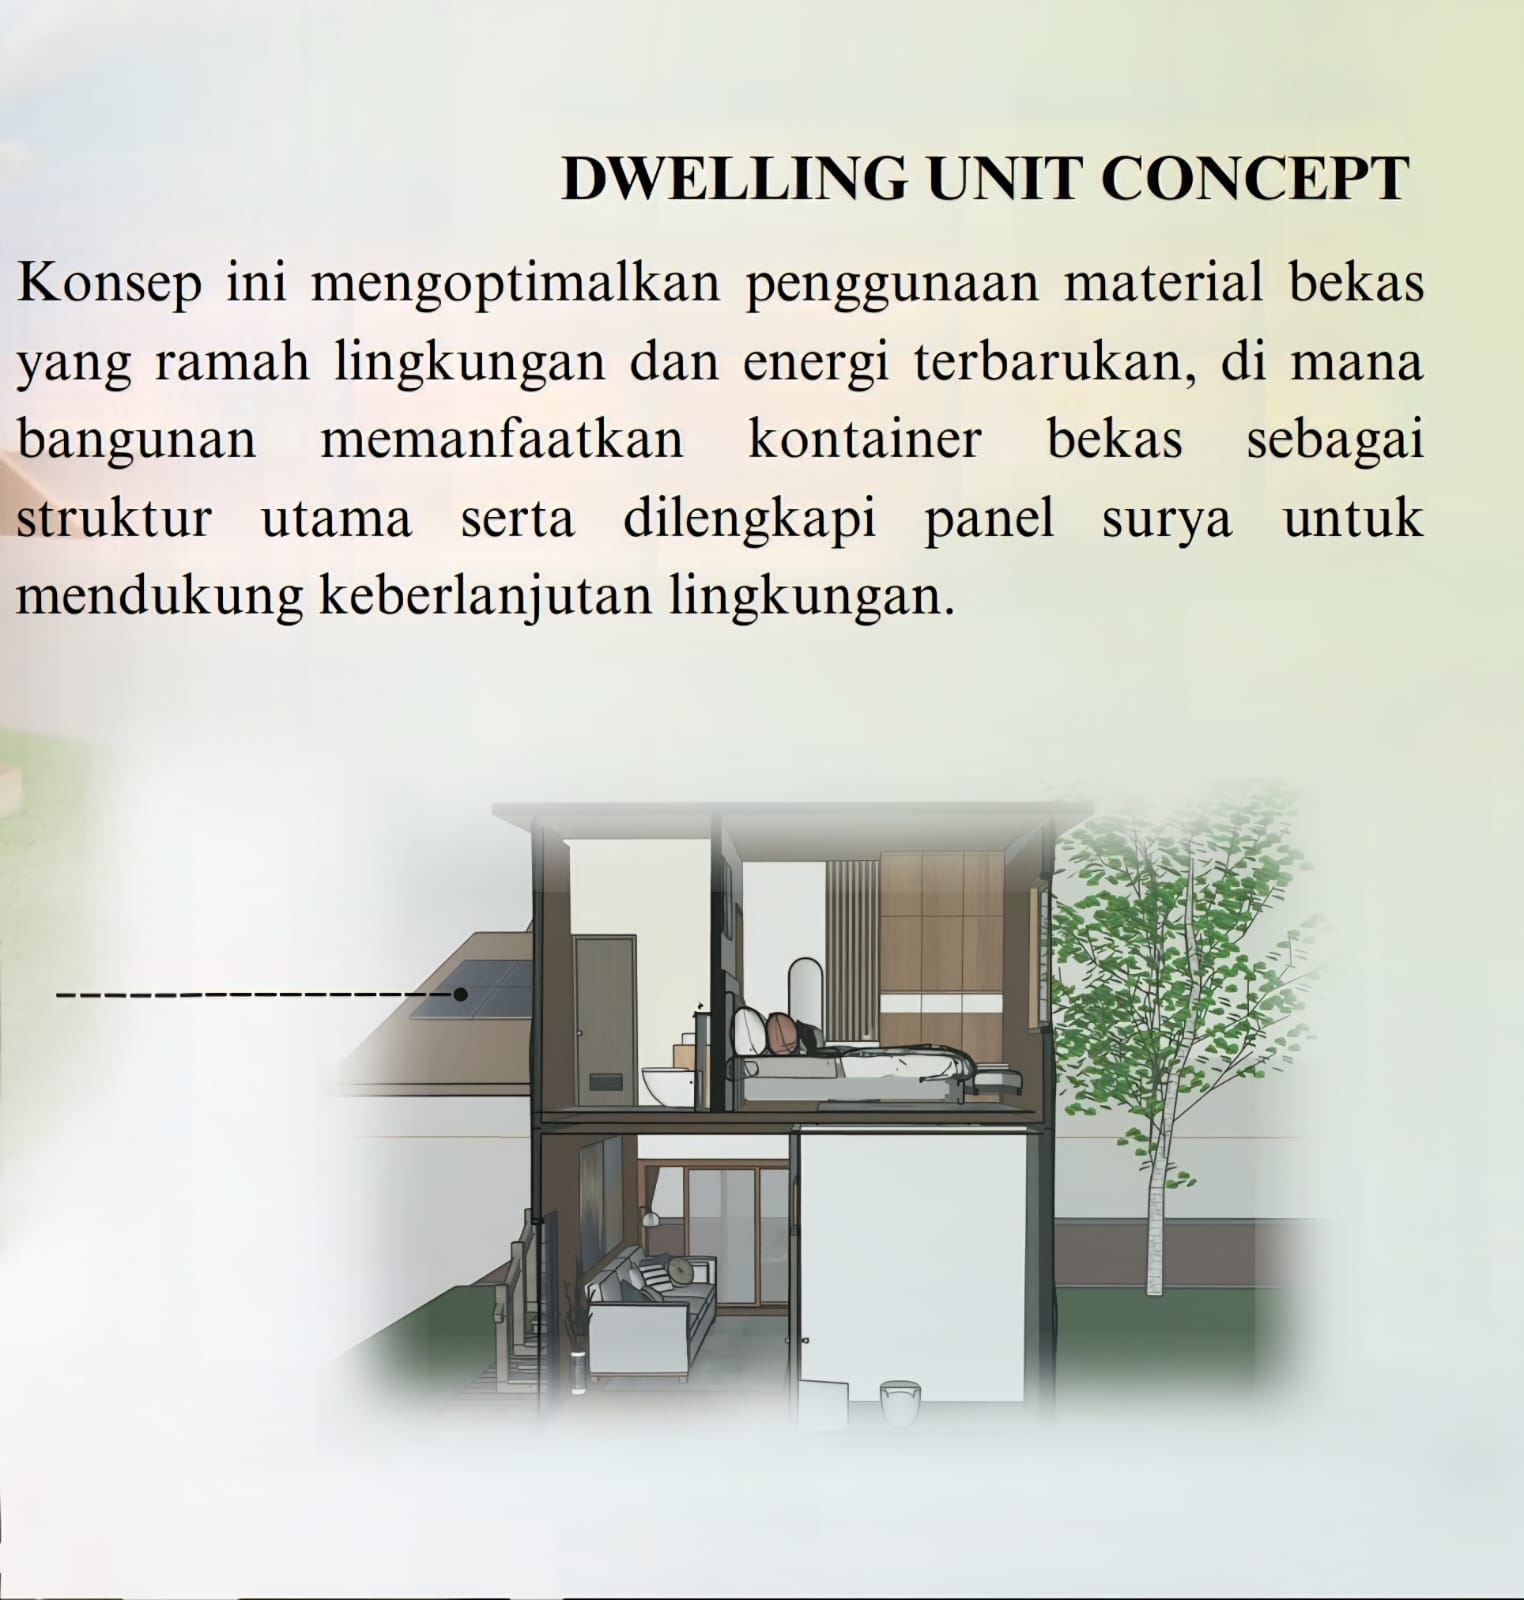 DWELLING UNIT CONCEPT
Konsep ini mengoptimalkan penggunaan material bekas
yang ramah lingkungan dan energi terbarukan, di mana
bangunan memanfaatkan kontainer bekas sebagai
struktur utama serta dilengkapi panel surya untuk
mendukung keberlanjutan lingkungan.